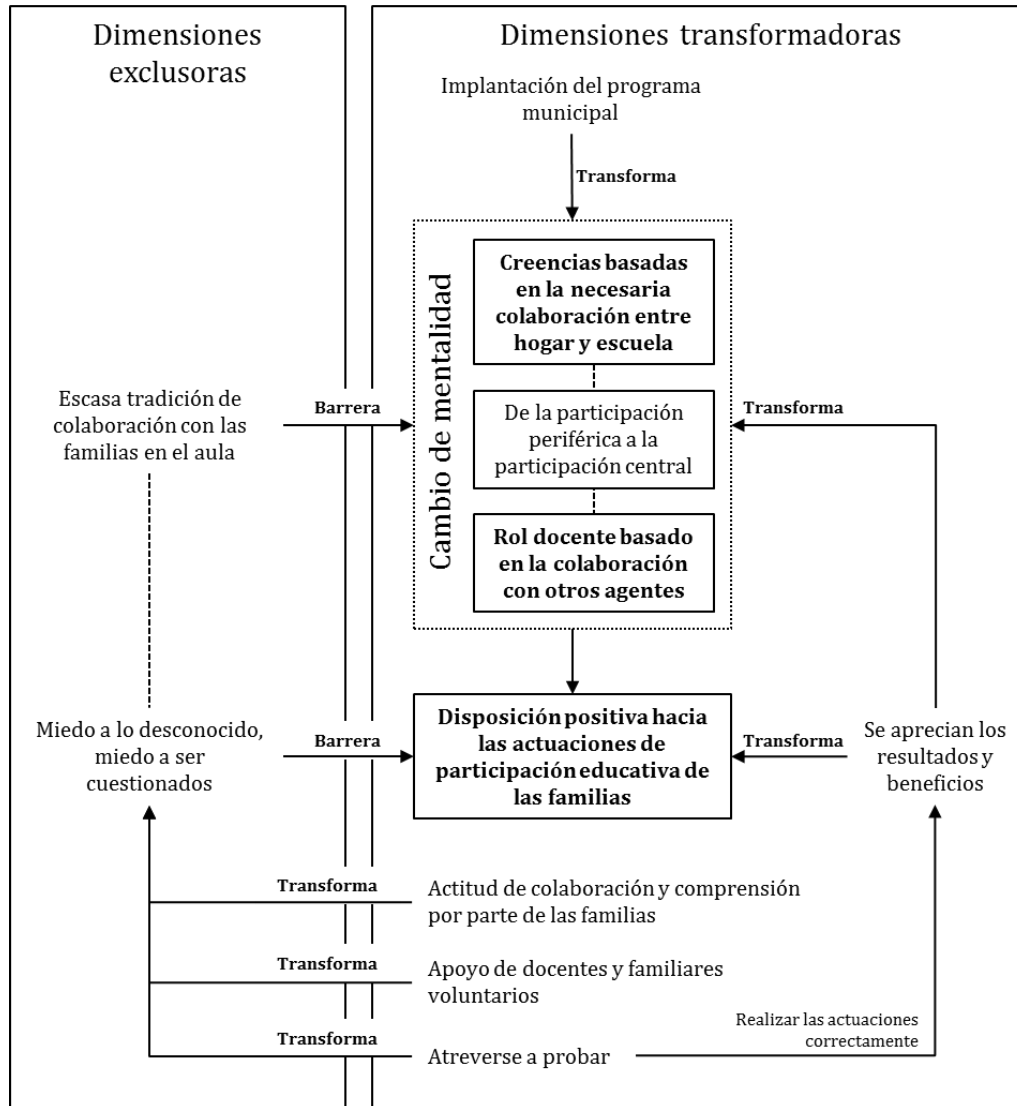 Dimensiones
exclusoras
Dimensiones transformadoras
Implantación del programa
municipal
Transforma
Cambio de mentalidad
Creencias basadas
en la necesaria
colaboración entre
hogar y escuela
Escasa tradición de
colaboración con las
familias en el aula
Barrera
De la participación
periférica a la
participación central
Transforma
Rol docente basado
en la colaboración
con otros agentes
Miedo a lo desconocido,
miedo a ser
cuestionados
Barrera
Disposición positiva hacia
las actuaciones de
participación educativa de
las familias
Transforma
Se aprecian los
resultados y
beneficios
Transforma
Actitud de colaboración y comprensión
por parte de las familias
Transforma
Apoyo de docentes y familiares
voluntarios
Transforma
Atreverse a probar
Realizar las actuaciones
correctamente